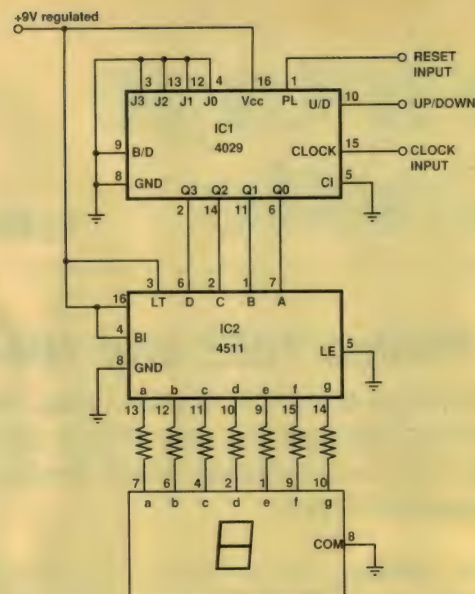 +9V regulated
3 13 12 4 16 1
RESET
INPUT
J3 J2 J1 J0 Vcc PL U/D
10 UP/DOWN
IC1
4029
9 B/D
CLOCK 15 CLOCK
INPUT
8 GND
CI 5
Q3 Q2 Q1 Q0
2 14 11 6
3 6 2 1 7
16 LT D C B A
4 BI
IC2
4511
LE 5
8 GND
a b c d e f g
13 12 11 10 9 15 14
7 6 4 2 1 9 10
a b c d e f g
COM 8